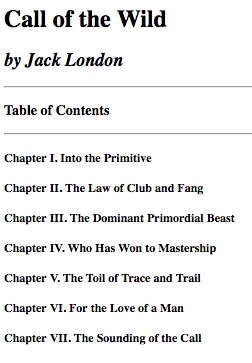 Call of the Wild
by Jack London
Table of Contents
Chapter I. Into the Primitive
Chapter II. The Law of Club and Fang
Chapter III. The Dominant Primordial Beast
Chapter IV. Who Has Won to Mastership
Chapter V. The Toil of Trace and Trail
Chapter VI. For the Love of a Man
Chapter VII. The Sounding of the Call